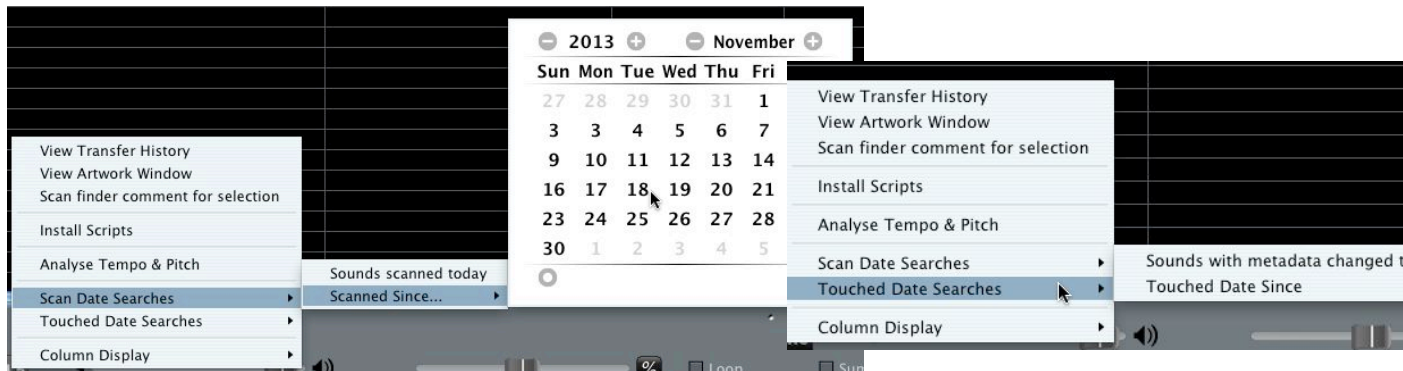 2013 November
Sun Mon Tue Wed Thu Fri
27 28 29 30 31 1
3 3 4 5 6 7
9 10 11 12 13 14
16 17 18 19 20 21
23 24 25 26 27 28
30 1 2 3 4 5
View Transfer History
View Artwork Window
Scan finder comment for selection
Install Scripts
Analyse Tempo & Pitch
Scan Date Searches
Touched Date Searches
Column Display
Sounds scanned today
Scanned Since...
%
Loop
View Transfer History
View Artwork Window
Scan finder comment for selection
Install Scripts
Analyse Tempo & Pitch
Scan Date Searches
Touched Date Searches
Column Display
Sounds with metadata changed t
Touched Date Since